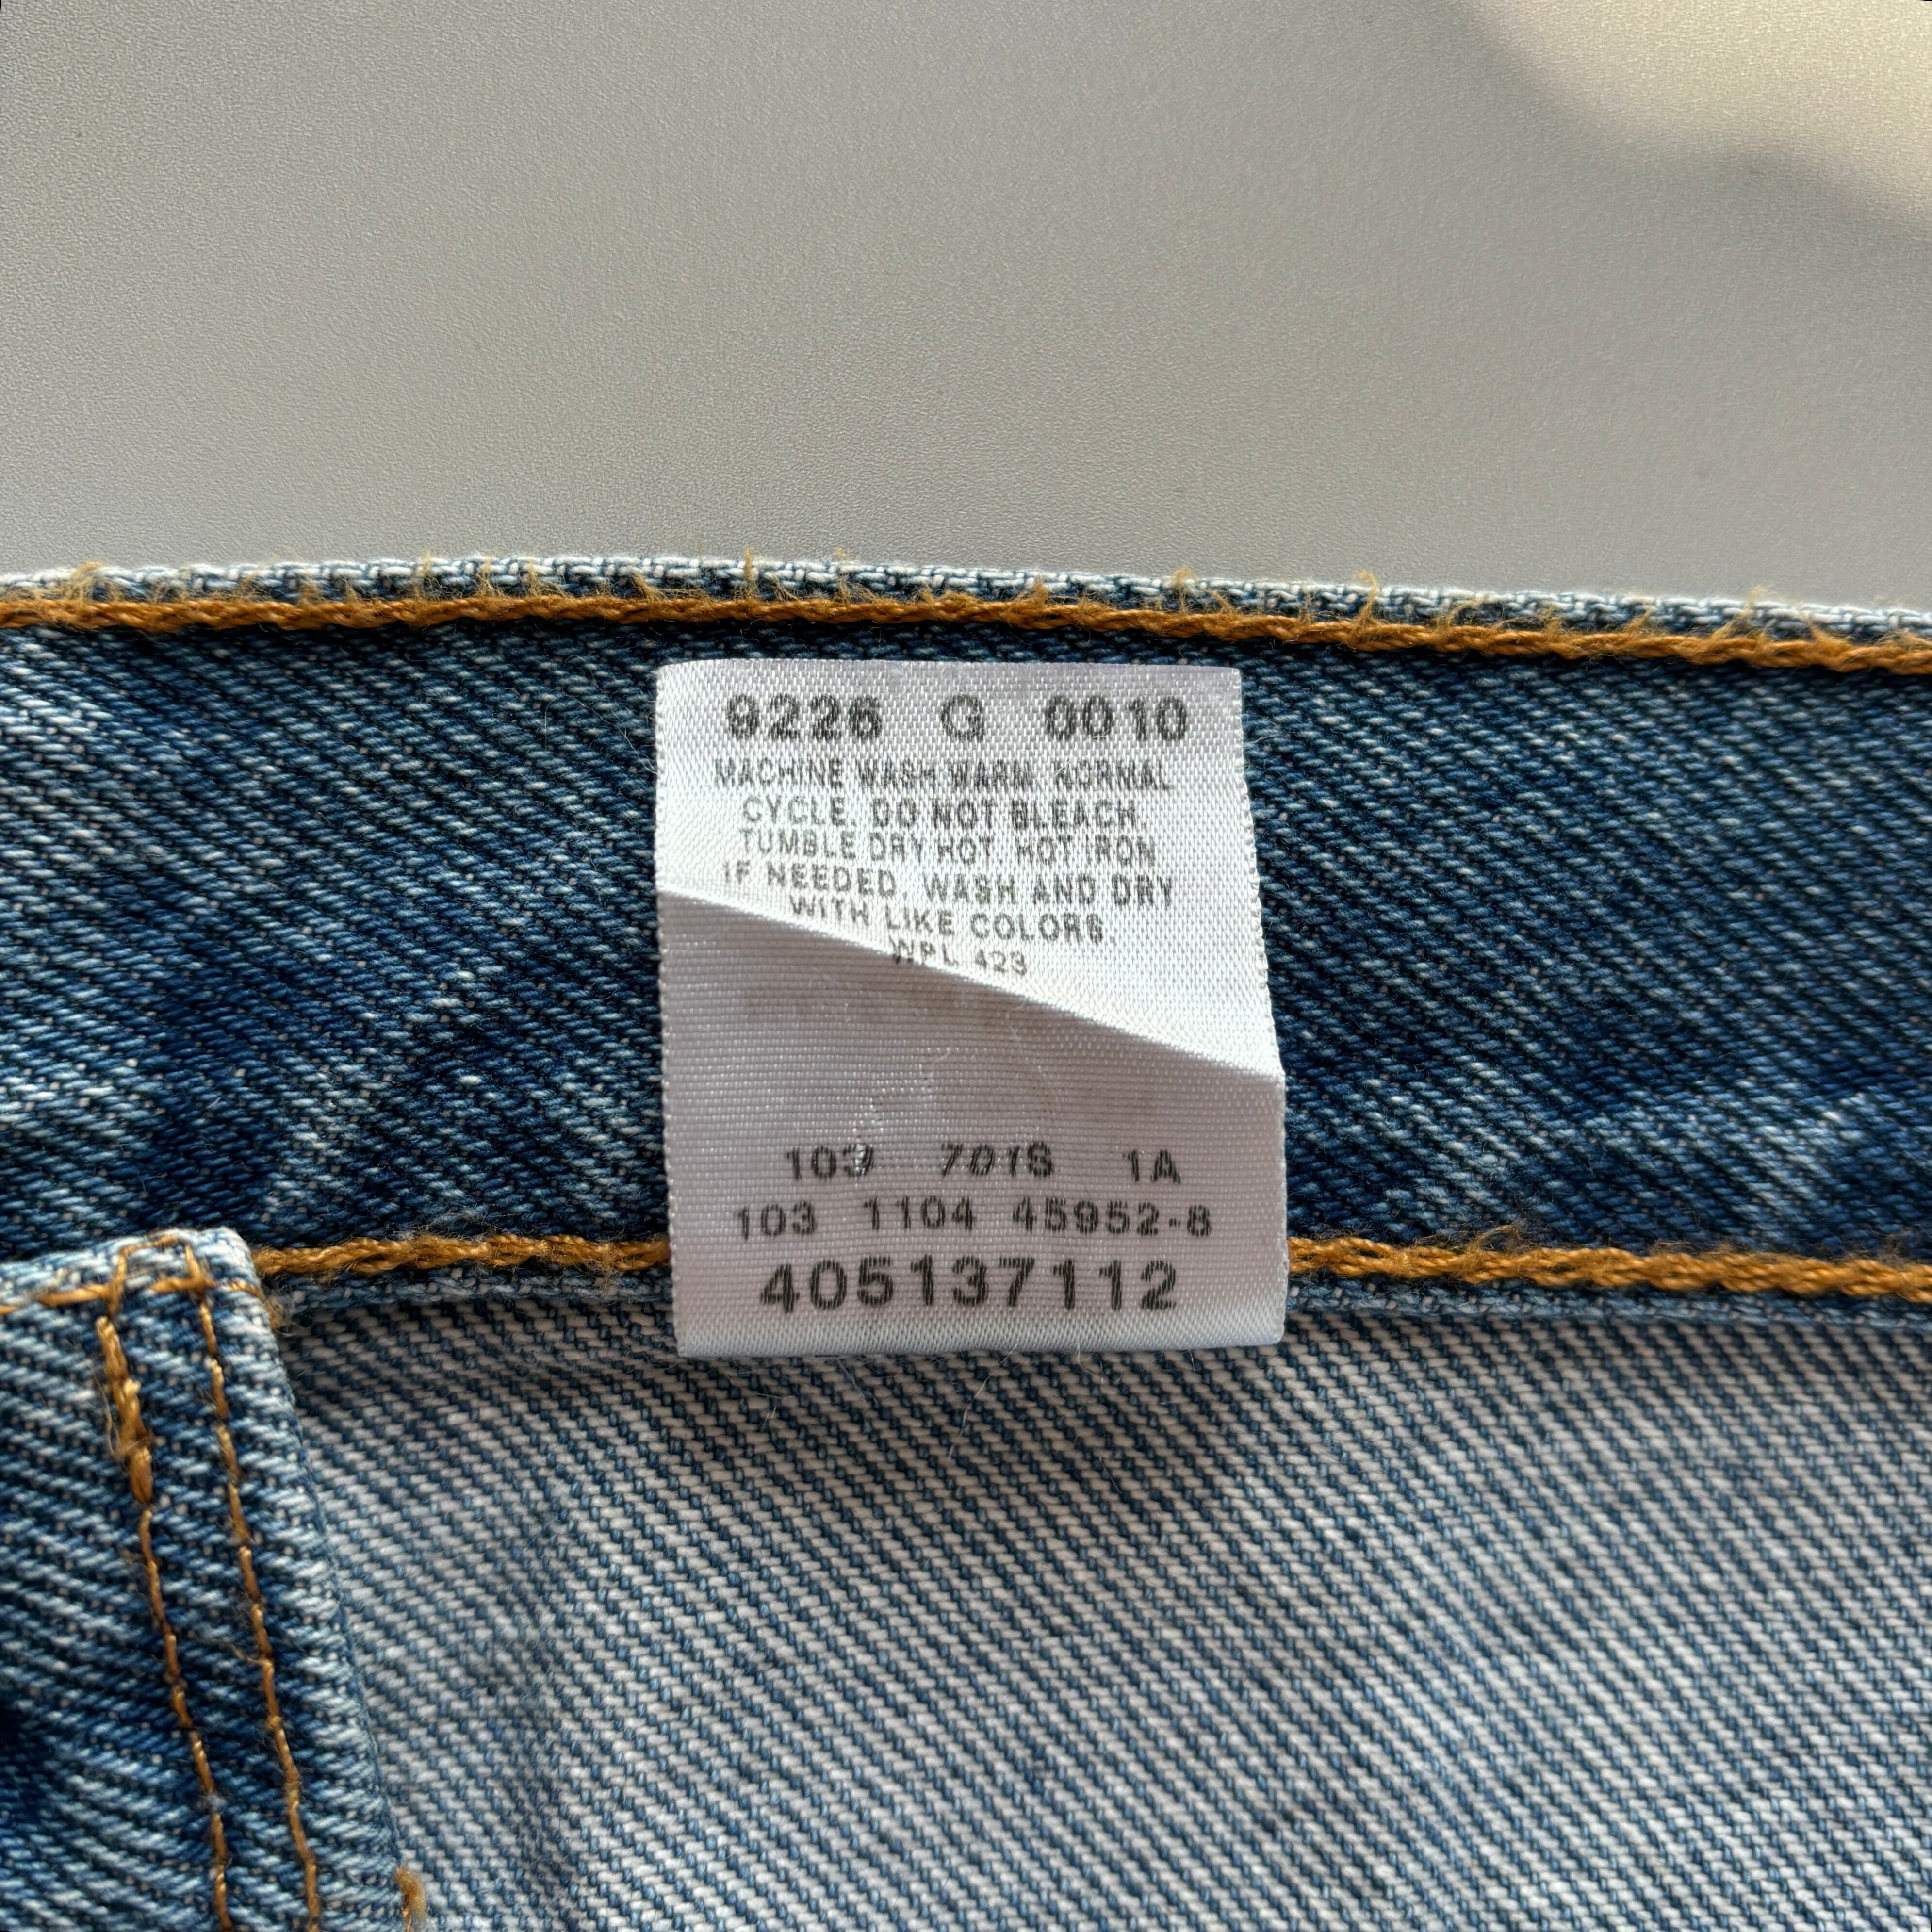 9226 G 0010
MACHINE WASH WARM, NORMAL
CYCLE. DO NOT BLEACH.
TUMBLE DRY HOT. HOT IRON
IF NEEDED. WASH AND DRY
WITH LIKE COLORS.
WPL 423
103 701S 1A
103 1104 45952-8
405137112